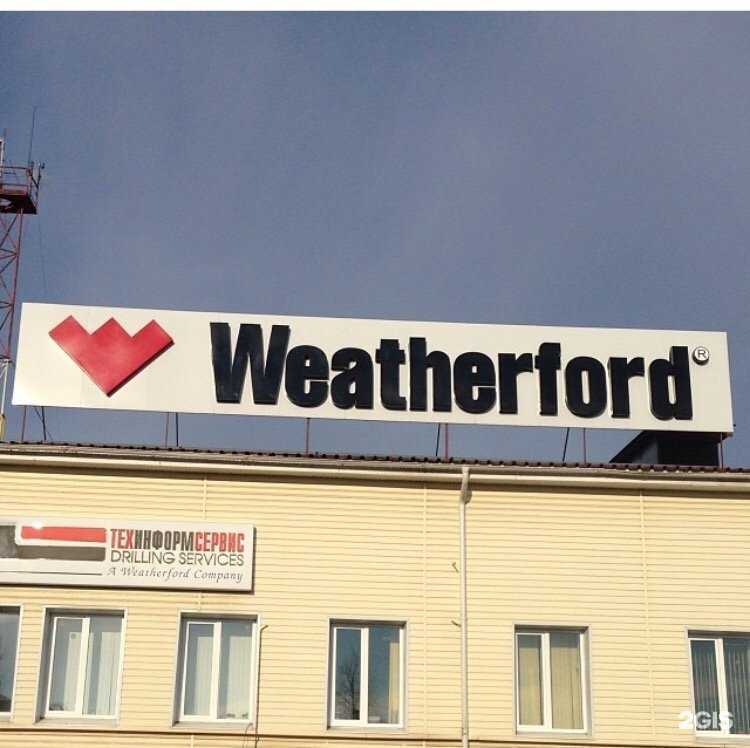 Weatherford®
ТЕХИНФОРМСЕРВИС
DRILLING SERVICES
A Weatherford Company
2GIS